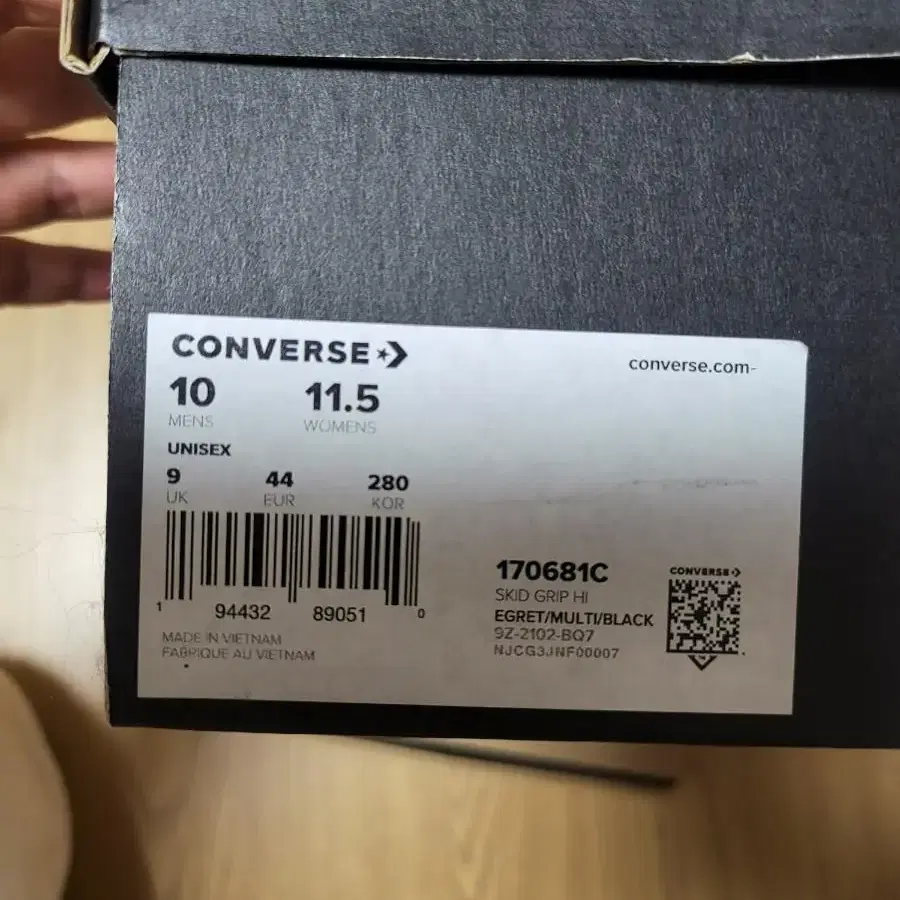 CONVERSE
converse.com-
10 11.5
MENS WOMENS
UNISEX
9 44 280
UK EUR KOR
1 94432 89051 0
MADE IN VIETNAM
FABRIQUE AU VIETNAM
170681C
SKID GRIP HI
EGRET/MULTI/BLACK
9Z-2102-BQ7
NJCG3JNF00007
CONVERSE